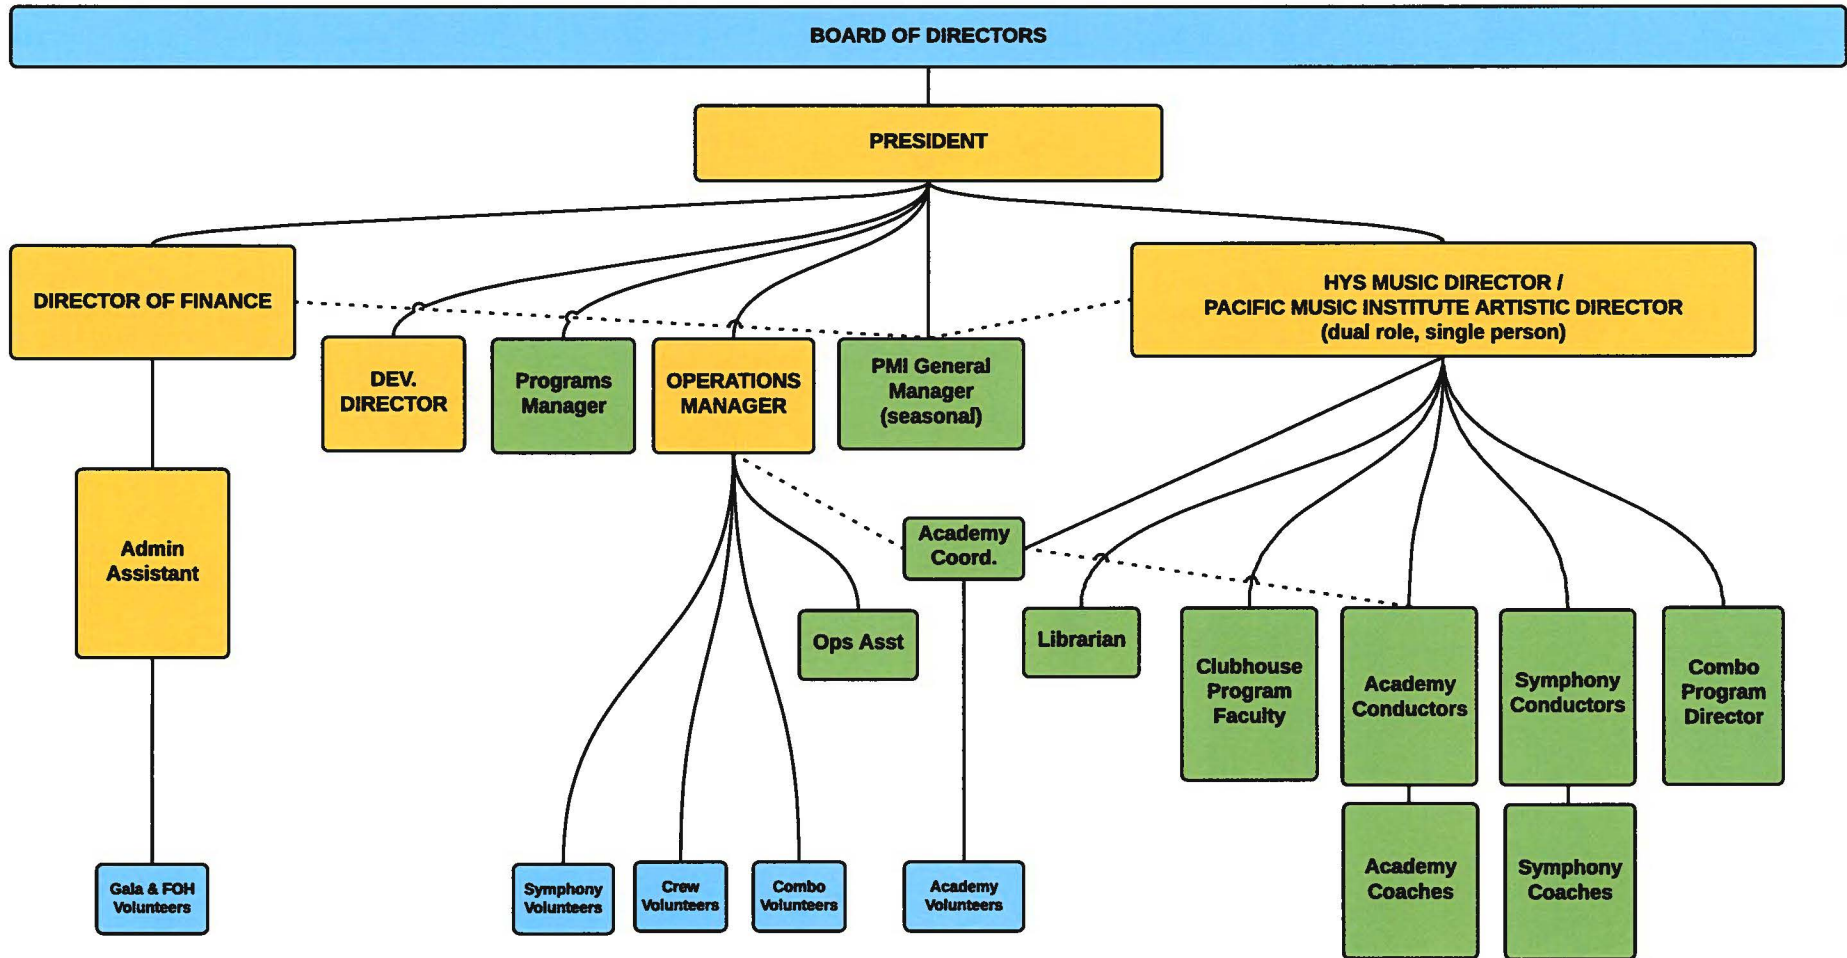 BOARD OF DIRECTORS
PRESIDENT
DIRECTOR OF FINANCE
HYS MUSIC DIRECTOR /
PACIFIC MUSIC INSTITUTE ARTISTIC DIRECTOR
(dual role, single person)
DEV.
DIRECTOR
Programs
Manager
OPERATIONS
MANAGER
PMI General
Manager
(seasonal)
Admin
Assistant
Academy
Coord.
Ops Asst
Librarian
Clubhouse
Program
Faculty
Academy
Conductors
Symphony
Conductors
Combo
Program
Director
Academy
Coaches
Symphony
Coaches
Gala & FOH
Volunteers
Symphony
Volunteers
Crew
Volunteers
Combo
Volunteers
Academy
Volunteers